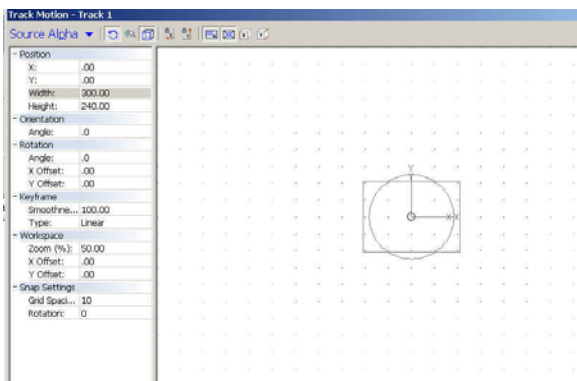 Track Motion - Track 1
Source Alpha
Position
X: .00
Y: .00
Width: 300.00
Height: 240.00
Orientation
Angle: .0
Rotation
Angle: .0
X Offset: .00
Y Offset: .00
Keyframe
Smoothne... 100.00
Type: Linear
Workspace
Zoom (%): 50.00
X Offset: .00
Y Offset: .00
Snap Settings
Grid Spaci... 10
Rotation: 0
Y
X